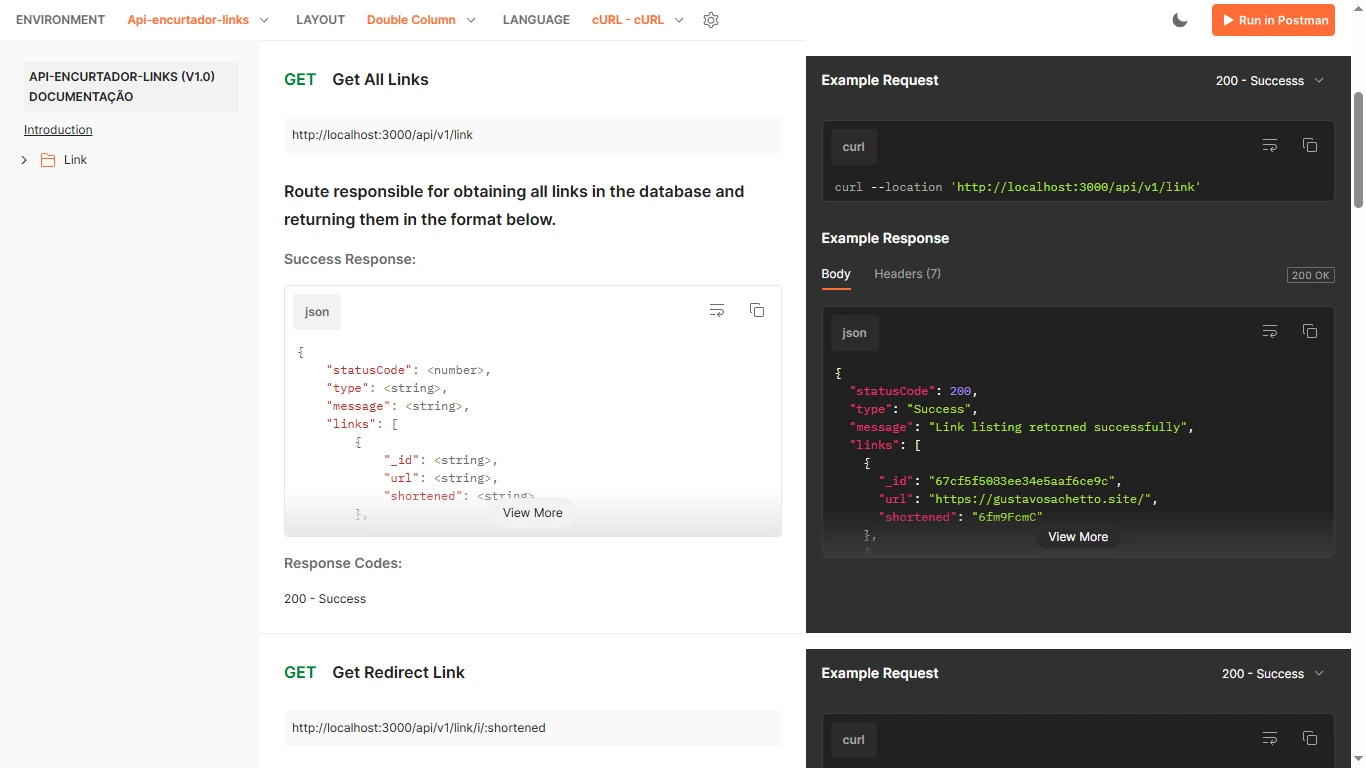 ENVIRONMENT Api-encurtador-links LAYOUT Double Column LANGUAGE cURL - cURL Run in Postman
API-ENCURTADOR-LINKS (V1.0)
DOCUMENTAÇÃO
Introduction
Link
GET Get All Links
http://localhost:3000/api/v1/link
Route responsible for obtaining all links in the database and
returning them in the format below.
Success Response:
json
{
"statusCode": <number>,
"type": <string>,
"message": <string>,
"links": [
{
"_id": <string>,
"url": <string>,
"shortened": <string>
},
View More
Response Codes:
200 - Success
Example Request 200 - Successs
curl
curl --location 'http://localhost:3000/api/v1/link'
Example Response
Body Headers (7) 200 OK
json
{
"statusCode": 200,
"type": "Success",
"message": "Link listing retorned successfully",
"links": [
{
"_id": "67cf5f5083ee34e5aaf6ce9c",
"url": "https://gustavosachetto.site/",
"shortened": "6fm9FcmC"
},
View More
GET Get Redirect Link
http://localhost:3000/api/v1/link/i/:shortened
Example Request 200 - Success
curl